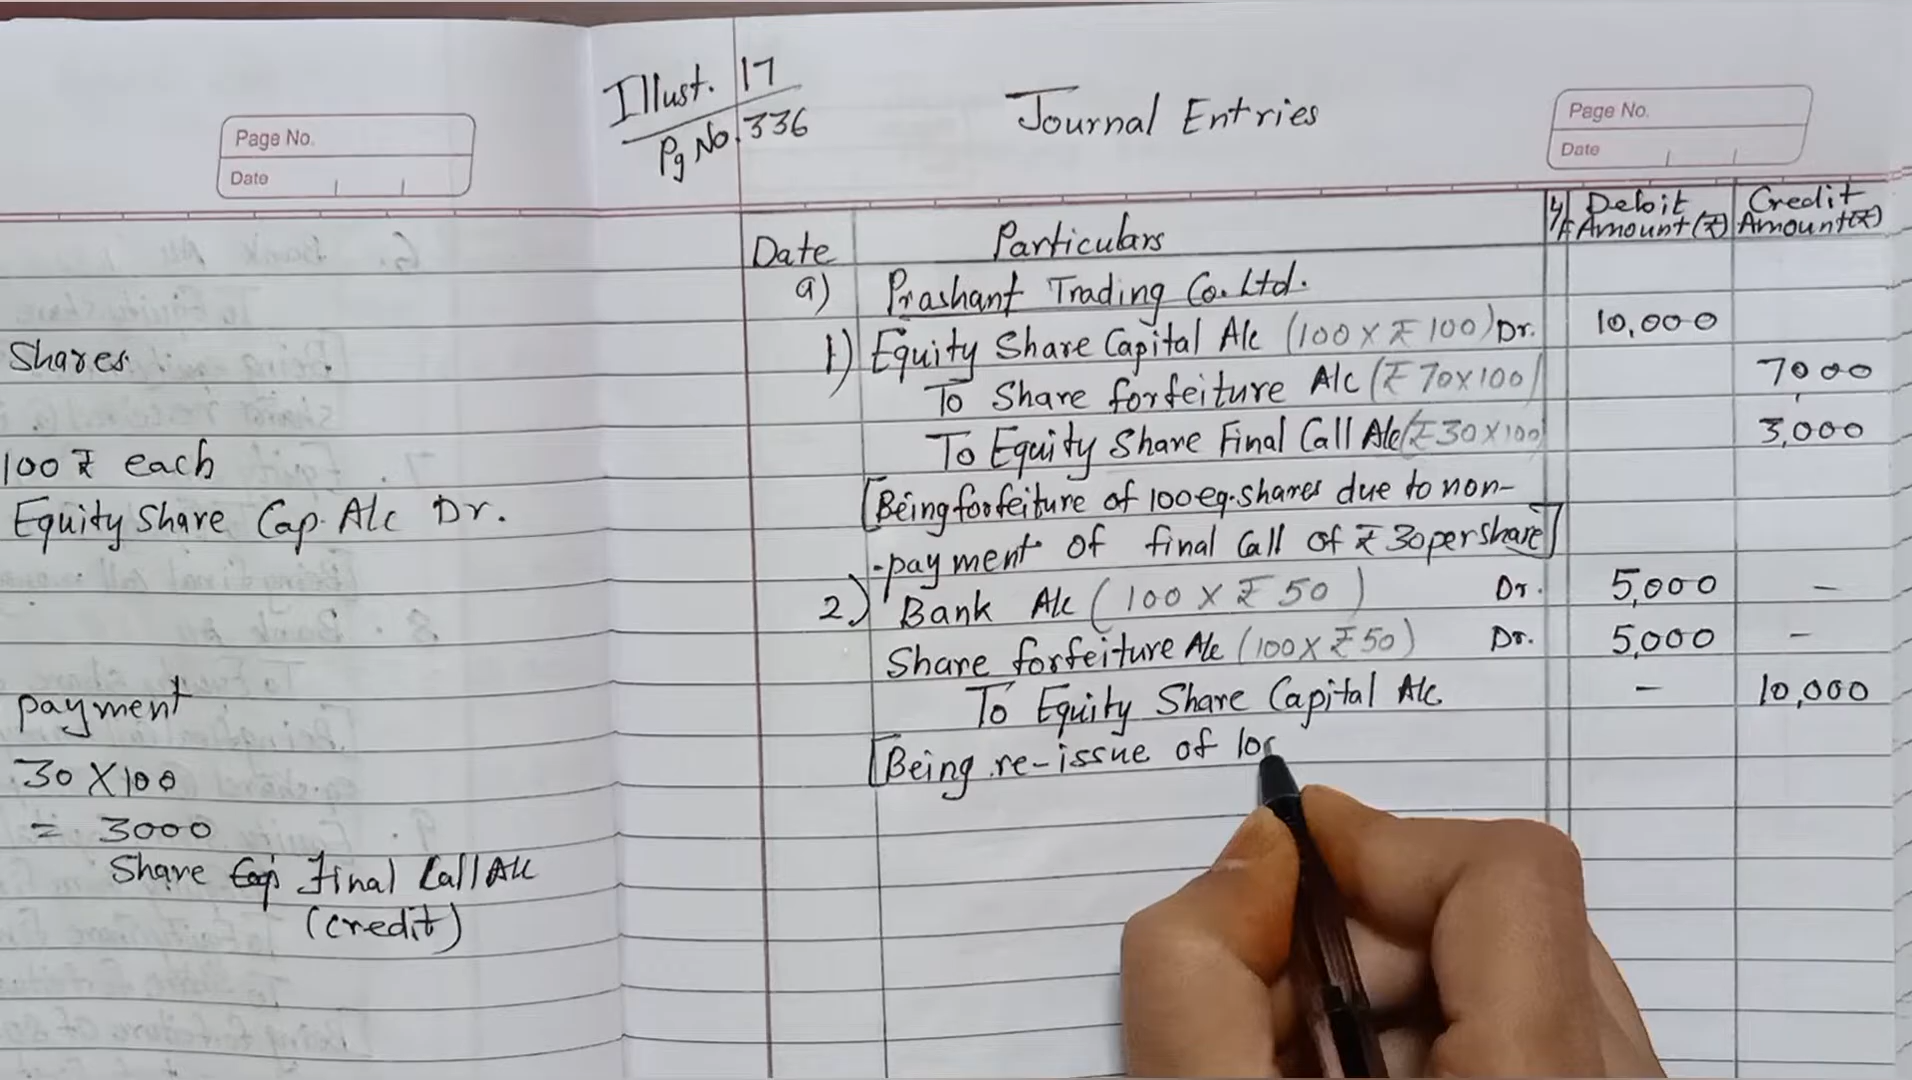 Page No.
Date
Shares.
100 ₹ each
Equity Share Cap. A/c Dr.
payment
30 X 100
= 3000
Share Final Call A/c
(credit)
Illust. 17
Pg No. 336
Journal Entries
Page No.
Date
Date Particulars L/F Debit Amount (₹) Credit Amount (₹)
a) Prashant Trading Co. Ltd.
1) Equity Share Capital A/c (100 X ₹ 100) Dr. 10,000
To Share forfeiture A/c (₹ 70 X 100) 7000
To Equity Share Final Call A/c (₹ 30 X 100) 3,000
[Being forfeiture of 100 eq. shares due to non-
-payment of final Call of ₹ 30 per share]
2) Bank A/c (100 X ₹ 50) Dr. 5,000 –
Share forfeiture A/c (100 X ₹ 50) Dr. 5,000 –
To Equity Share Capital A/c – 10,000
[Being re-issue of 100